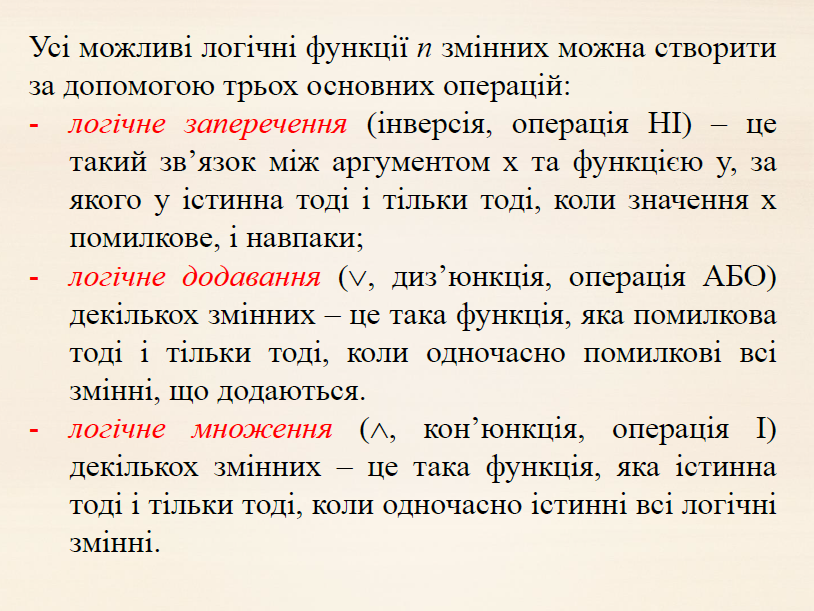 Усі можливі логічні функції n змінних можна створити
за допомогою трьох основних операцій:
- логічне заперечення (інверсія, операція НІ) – це
такий зв’язок між аргументом x та функцією y, за
якого y істинна тоді і тільки тоді, коли значення x
помилкове, і навпаки;
- логічне додавання (∨, диз’юнкція, операція АБО)
декількох змінних – це така функція, яка помилкова
тоді і тільки тоді, коли одночасно помилкові всі
змінні, що додаються.
- логічне множення (∧, кон’юнкція, операція І)
декількох змінних – це така функція, яка істинна
тоді і тільки тоді, коли одночасно істинні всі логічні
змінні.